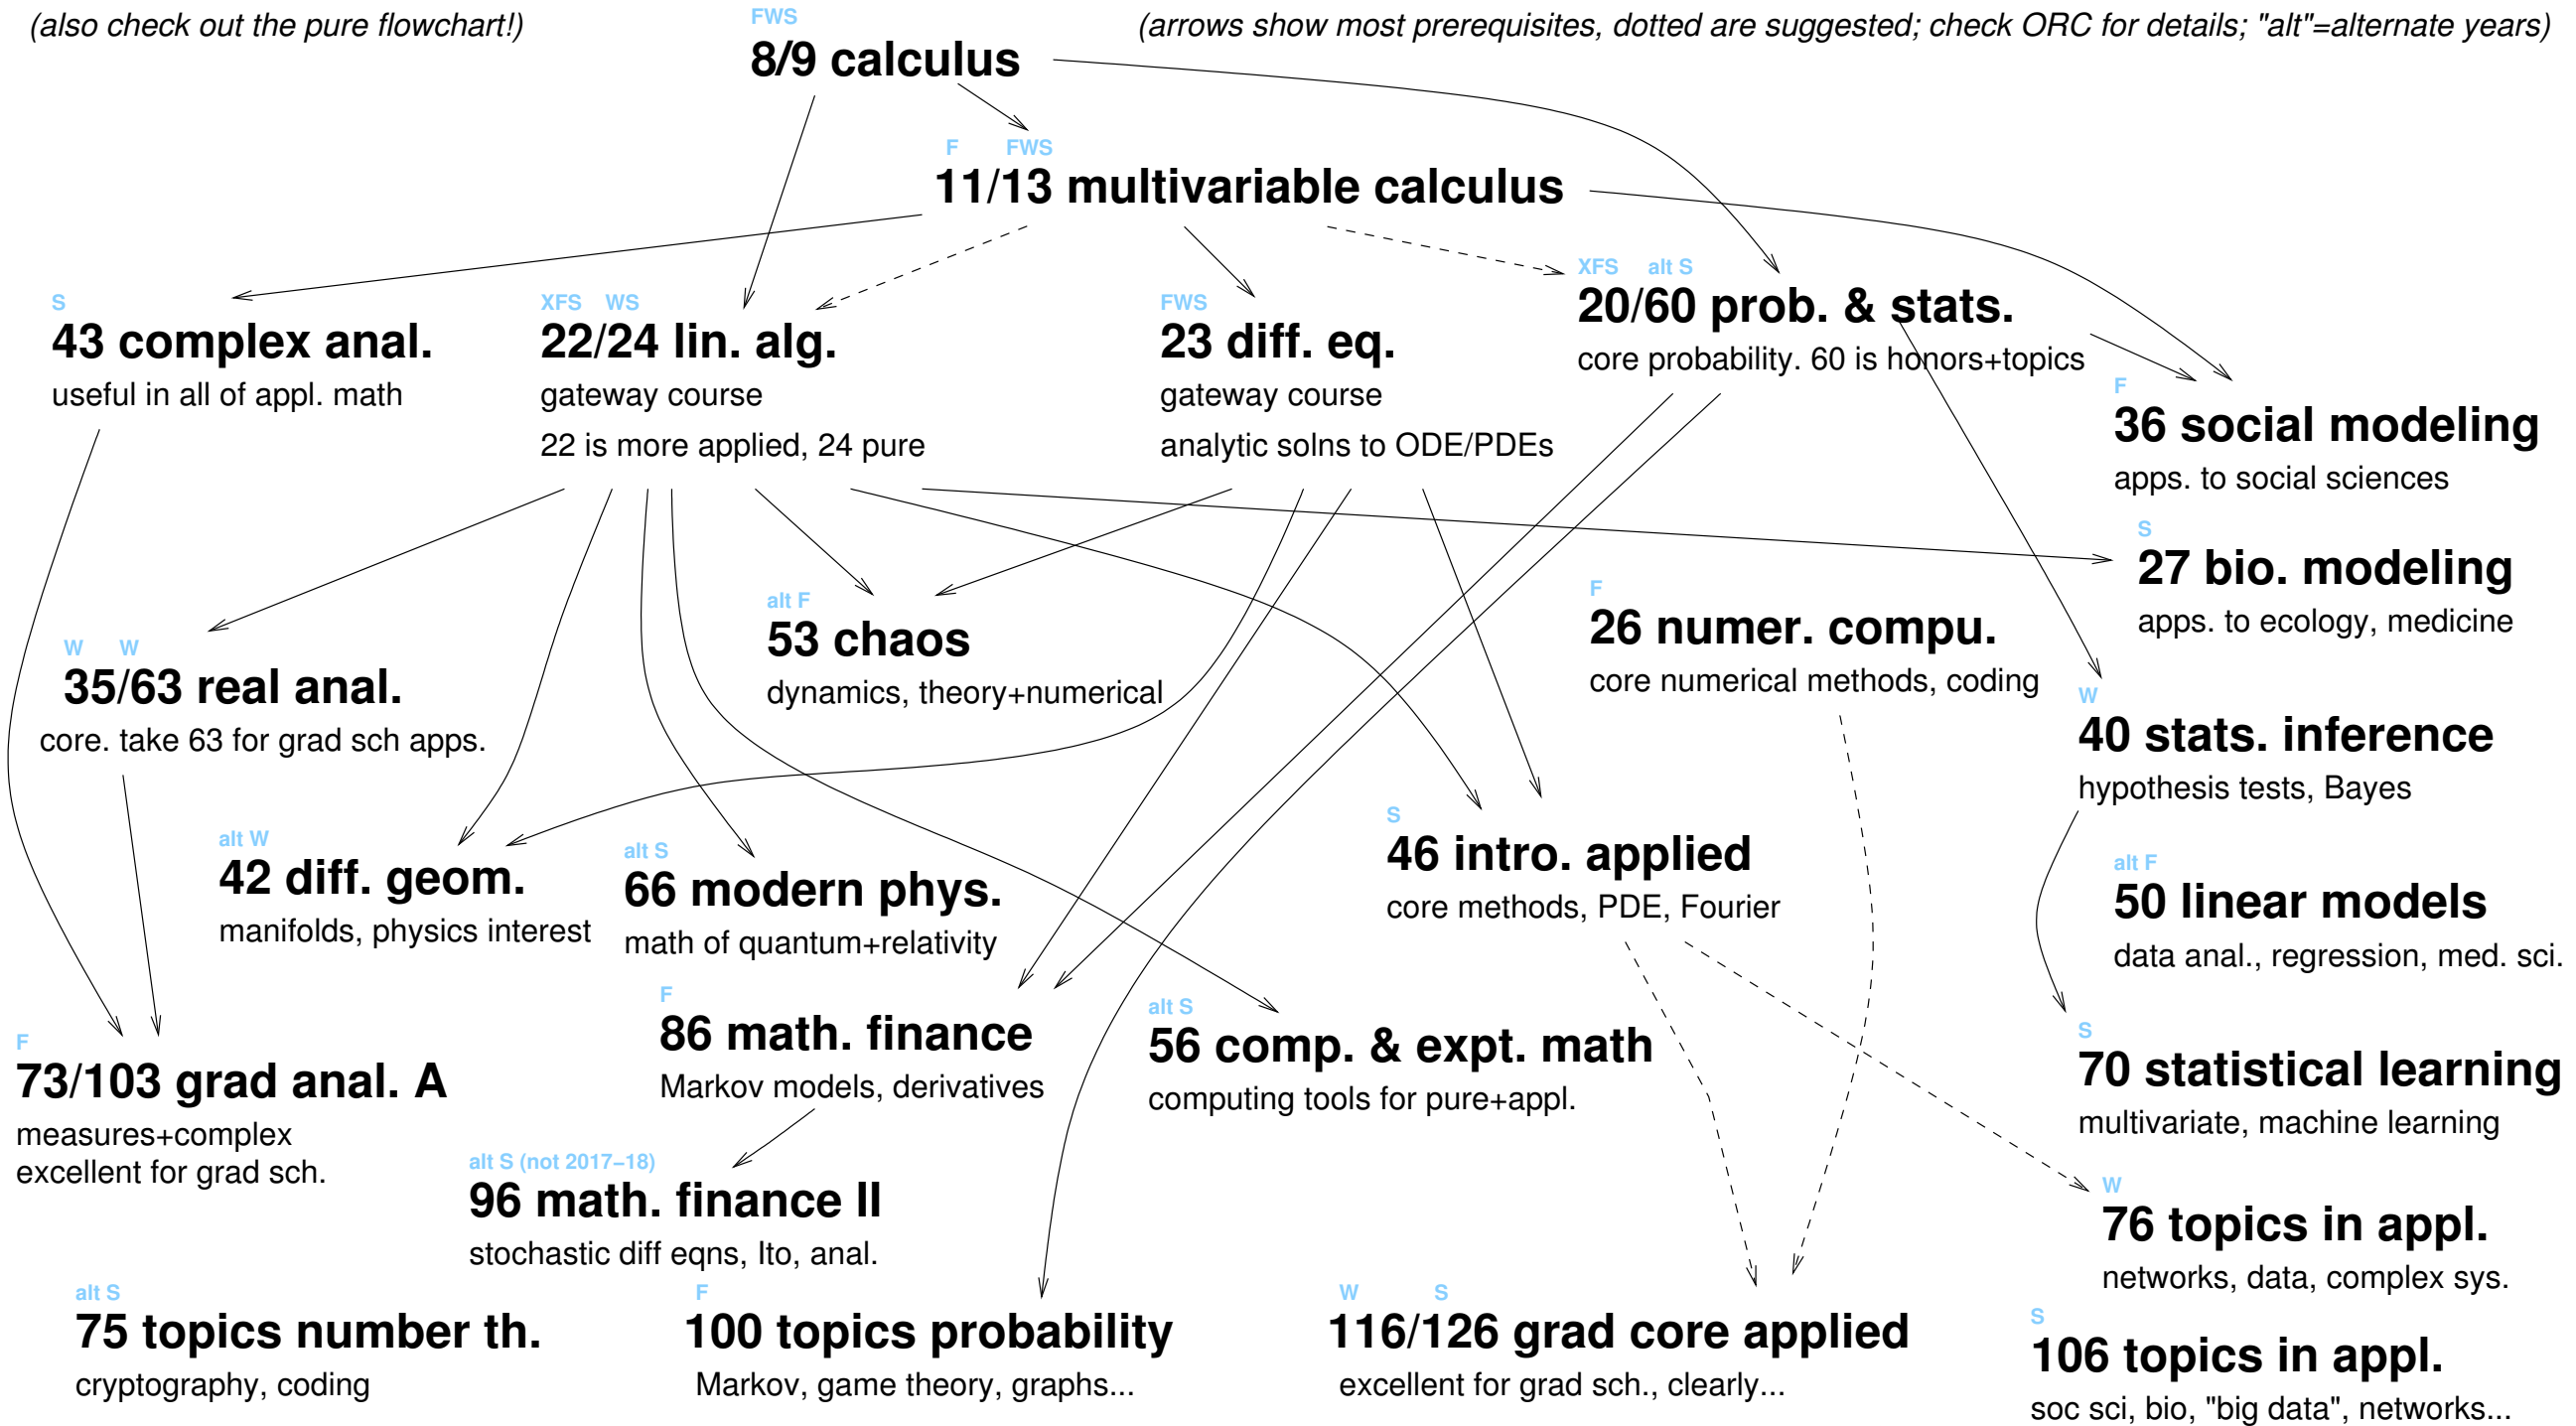 (also check out the pure flowchart!)
(arrows show most prerequisites, dotted are suggested; check ORC for details; "alt"=alternate years)
FWS
8/9 calculus
F FWS
11/13 multivariable calculus
S
43 complex anal.
useful in all of appl. math
XFS WS
22/24 lin. alg.
gateway course
22 is more applied, 24 pure
FWS
23 diff. eq.
gateway course
analytic solns to ODE/PDEs
XFS alt S
20/60 prob. & stats.
core probability. 60 is honors+topics
F
36 social modeling
apps. to social sciences
S
27 bio. modeling
apps. to ecology, medicine
W W
35/63 real anal.
core. take 63 for grad sch apps.
alt F
53 chaos
dynamics, theory+numerical
F
26 numer. compu.
core numerical methods, coding
W
40 stats. inference
hypothesis tests, Bayes
alt W
42 diff. geom.
manifolds, physics interest
alt S
66 modern phys.
math of quantum+relativity
S
46 intro. applied
core methods, PDE, Fourier
alt F
50 linear models
data anal., regression, med. sci.
F
73/103 grad anal. A
measures+complex
excellent for grad sch.
F
86 math. finance
Markov models, derivatives
alt S
56 comp. & expt. math
computing tools for pure+appl.
S
70 statistical learning
multivariate, machine learning
alt S (not 2017–18)
96 math. finance II
stochastic diff eqns, Ito, anal.
W
76 topics in appl.
networks, data, complex sys.
alt S
75 topics number th.
cryptography, coding
F
100 topics probability
Markov, game theory, graphs...
W S
116/126 grad core applied
excellent for grad sch., clearly...
S
106 topics in appl.
soc sci, bio, "big data", networks...